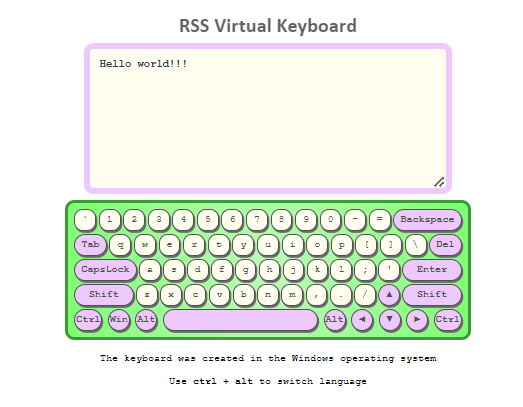 RSS Virtual Keyboard
Hello world!!!
` 1 2 3 4 5 6 7 8 9 0 - = Backspace
Tab q w e r t y u i o p [ ] \ Del
CapsLock a s d f g h j k l ; ' Enter
Shift z x c v b n m , . / ▲ Shift
Ctrl Win Alt Alt ◄ ▼ ► Ctrl
The keyboard was created in the Windows operating system
Use ctrl + alt to switch language